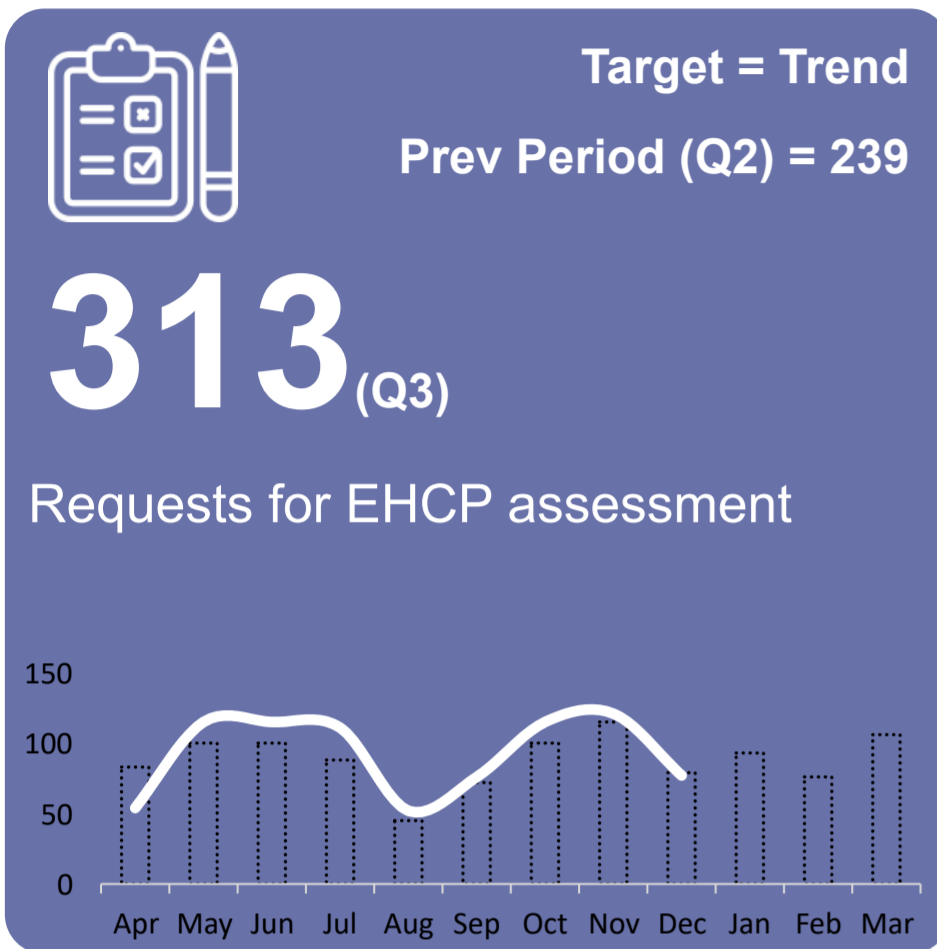 Target = Trend
Prev Period (Q2) = 239
313 (Q3)
Requests for EHCP assessment
150
100
50
0
Apr May Jun Jul Aug Sep Oct Nov Dec Jan Feb Mar